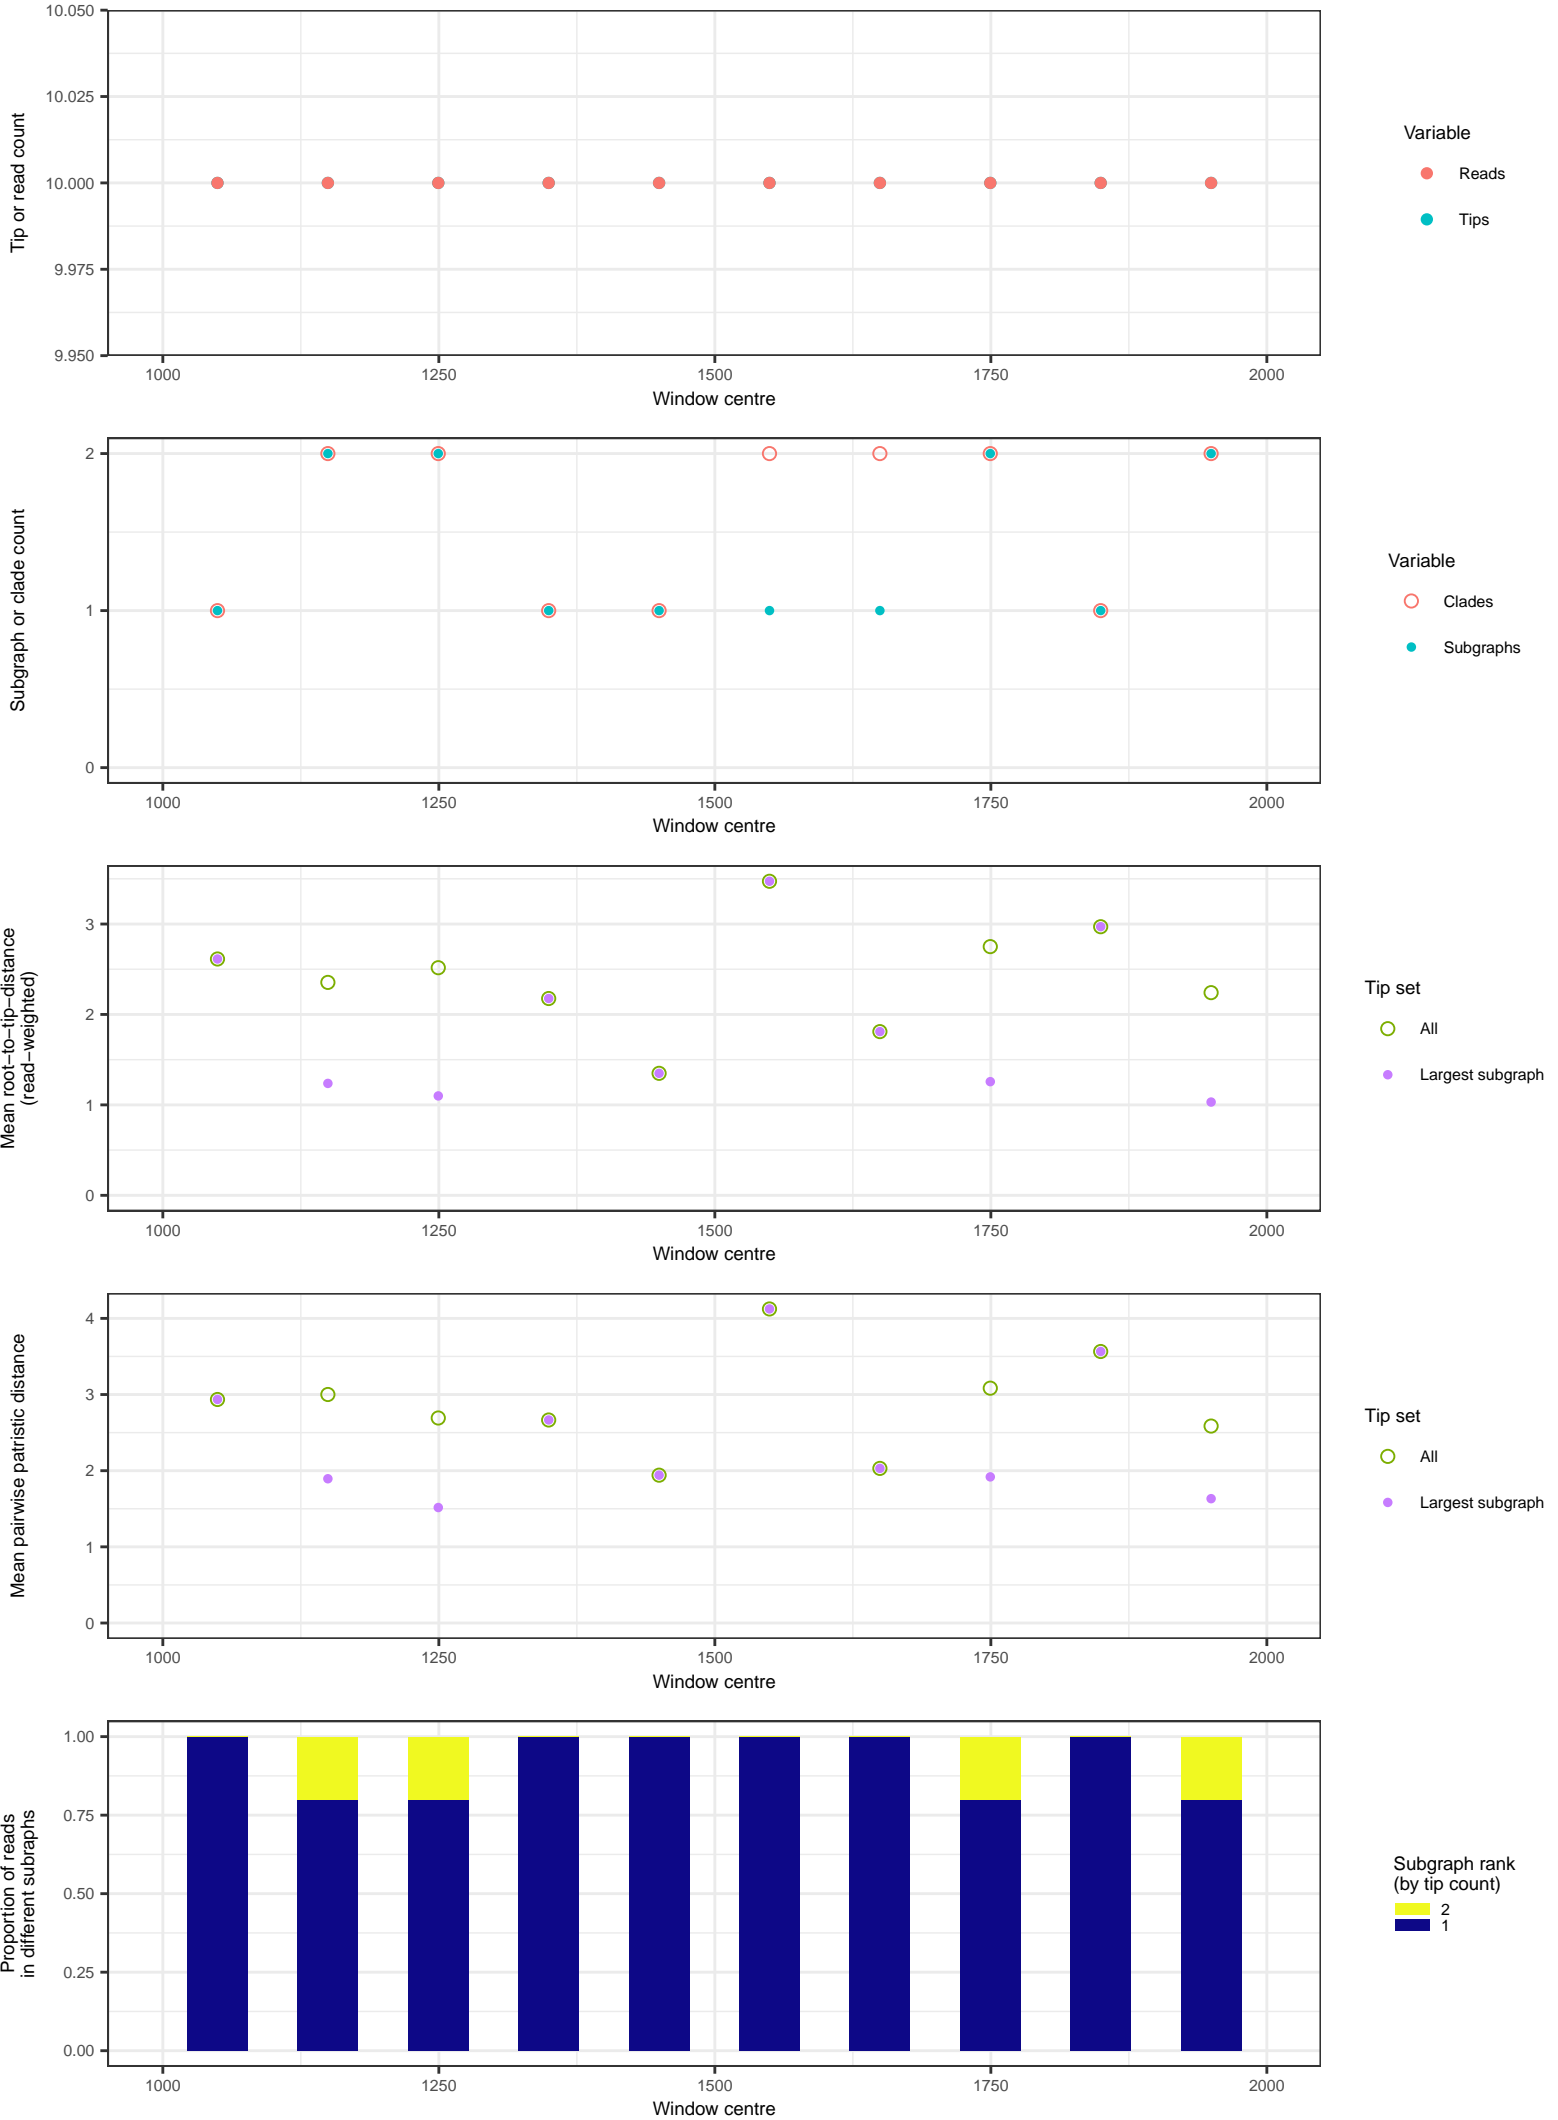 10.050
10.025
10.000
9.975
9.950
Tip or read count
1000 1250 1500 1750 2000
Window centre
Variable
Reads
Tips
2
1
0
Subgraph or clade count
1000 1250 1500 1750 2000
Window centre
Variable
Clades
Subgraphs
3
2
1
0
Mean root-to-tip-distance
(read-weighted)
1000 1250 1500 1750 2000
Window centre
Tip set
All
Largest subgraph
4
3
2
1
0
Mean pairwise patristic distance
1000 1250 1500 1750 2000
Window centre
Tip set
All
Largest subgraph
1.00
0.75
0.50
0.25
0.00
Proportion of reads
in different subraphs
1000 1250 1500 1750 2000
Window centre
Subgraph rank
(by tip count)
2
1